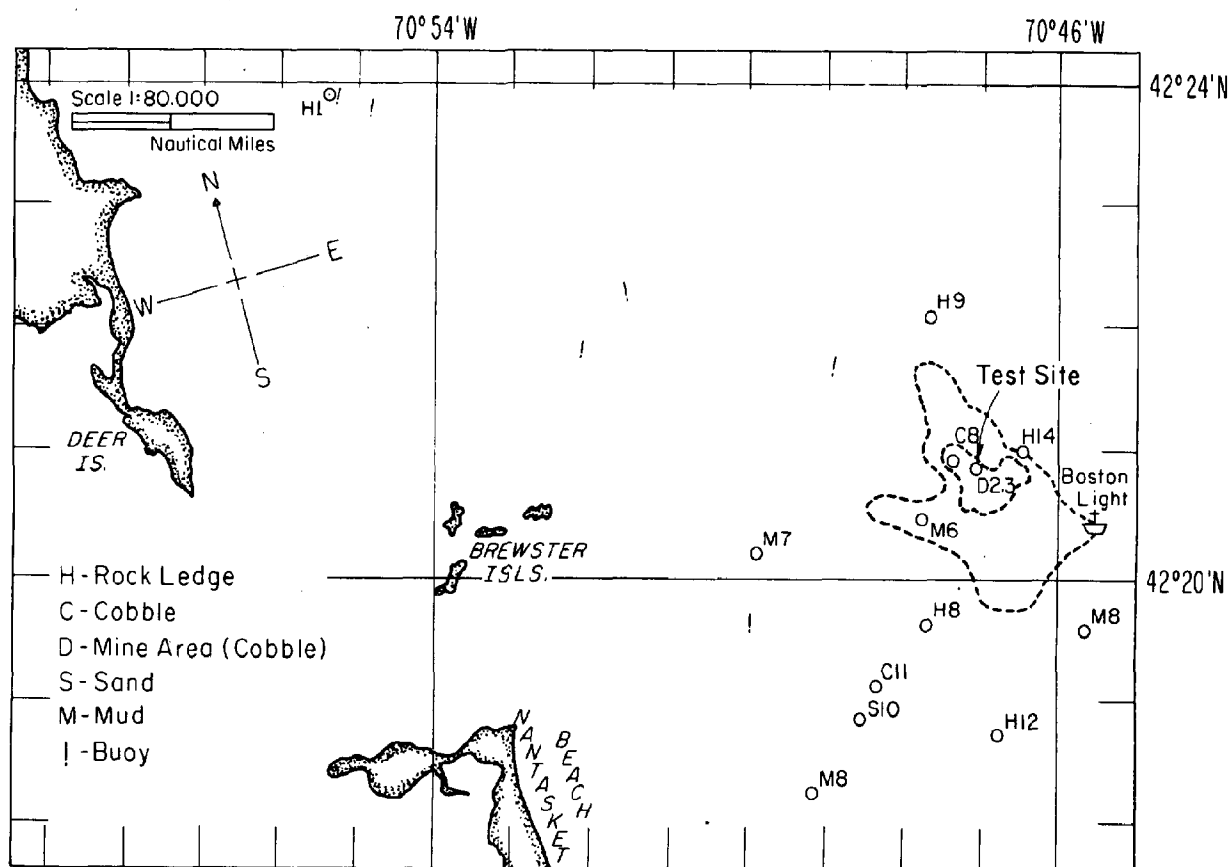 70°54'W
70°46'W
42°24'N
Scale 1:80.000
Nautical Miles
H1
N
E
W
S
H9
Test Site
C8
H14
D2.3
Boston
Light
M6
M7
DEER
IS.
BREWSTER
ISLS.
42°20'N
H-Rock Ledge
C-Cobble
D-Mine Area (Cobble)
S-Sand
M-Mud
!-Buoy
H8
M8
C11
S10
H12
M8
NANTASKET
BEACH